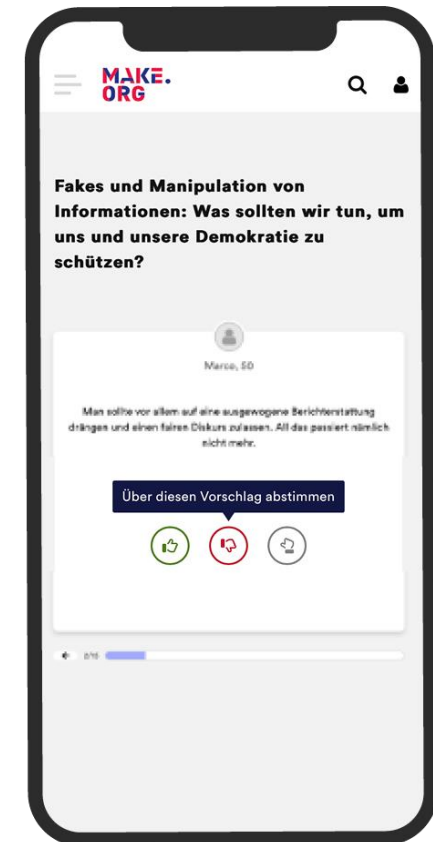 MAKE.
ORG
Fakes und Manipulation von
Informationen: Was sollten wir tun, um
uns und unsere Demokratie zu
schützen?
Marco, 50
Man sollte vor allem auf eine ausgewogene Berichterstattung
drängen und einen fairen Diskurs zulassen. All das passiert nämlich
nicht mehr.
Über diesen Vorschlag abstimmen